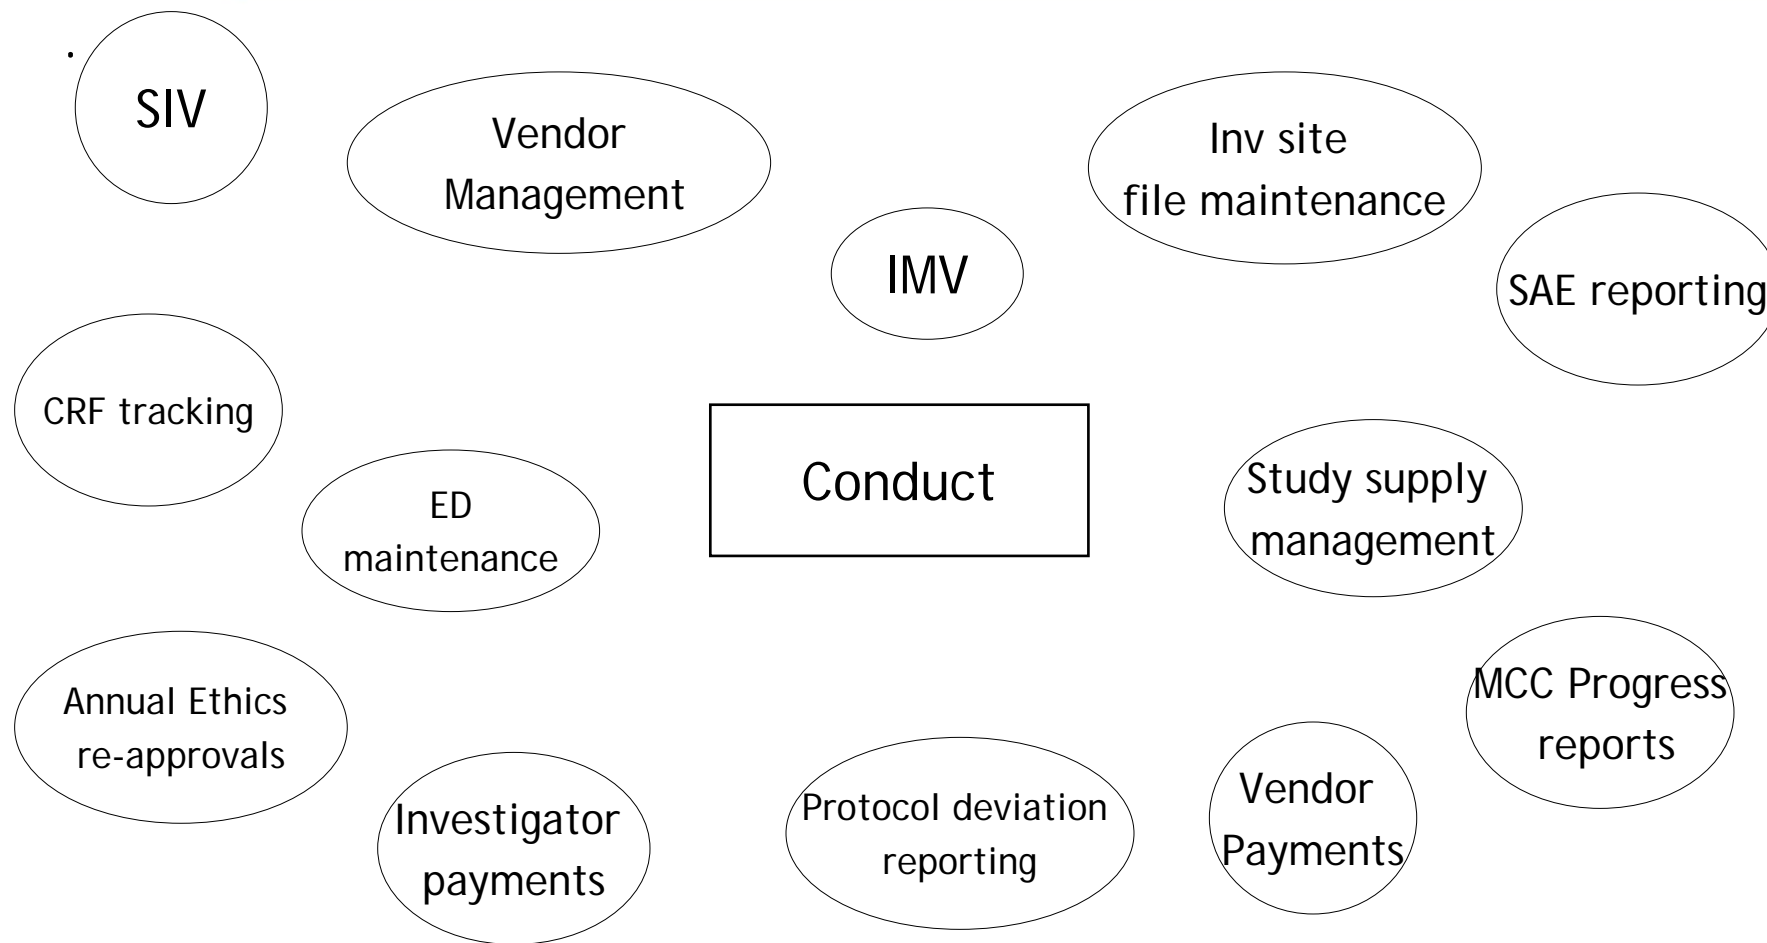 SIV
Vendor
Management
Inv site
file maintenance
IMV
SAE reporting
CRF tracking
Conduct
ED
maintenance
Study supply
management
Annual Ethics
re-approvals
MCC Progress
reports
Investigator
payments
Protocol deviation
reporting
Vendor
Payments